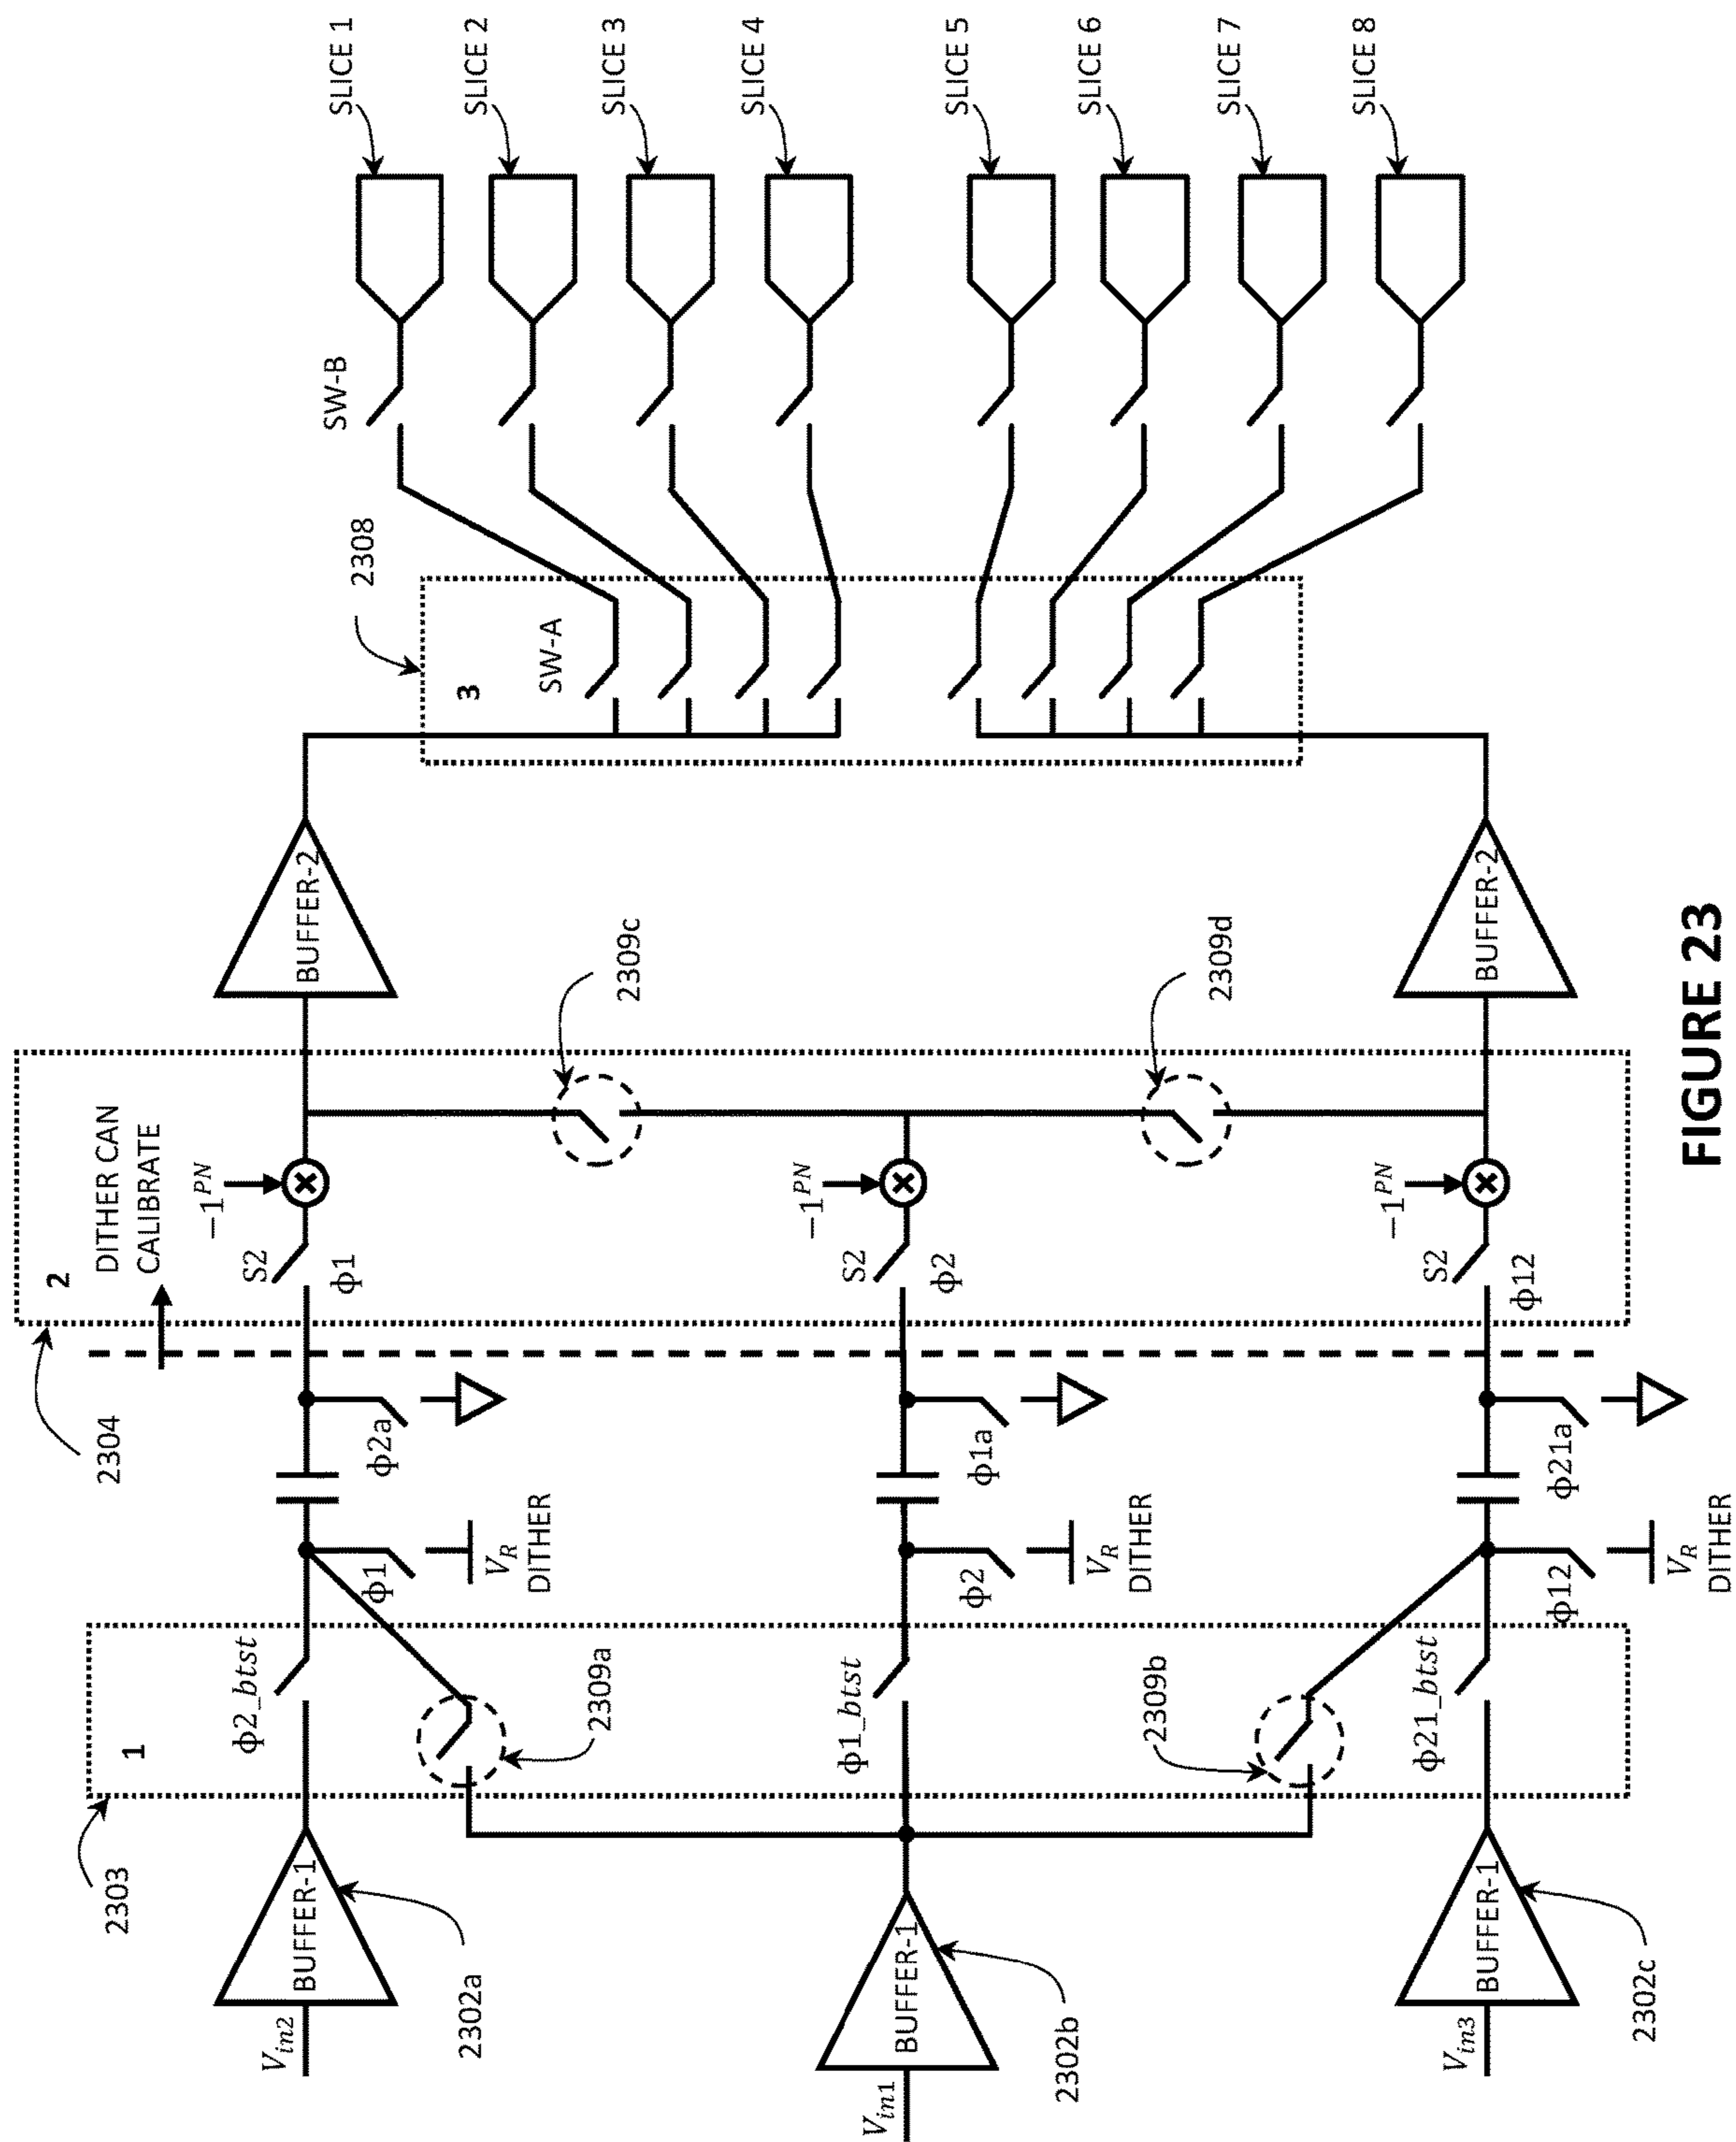 SLICE 1
SLICE 2
SLICE 3
SLICE 4
SLICE 5
SLICE 6
SLICE 7
SLICE 8
SW-B
2308
3
SW-A
BUFFER-2
BUFFER-2
2309c
2309d
2
DITHER CAN
CALIBRATE
−1^PN
−1^PN
−1^PN
S2
ϕ1
S2
ϕ2
S2
ϕ12
2304
ϕ2a
ϕ1a
ϕ21a
ϕ1
V_R
DITHER
ϕ2
V_R
DITHER
ϕ12
V_R
DITHER
1
ϕ2_btst
2309a
ϕ1_btst
2309b
ϕ21_btst
2303
BUFFER-1
BUFFER-1
BUFFER-1
V_in2
2302a
V_in1
2302b
V_in3
2302c
FIGURE 23